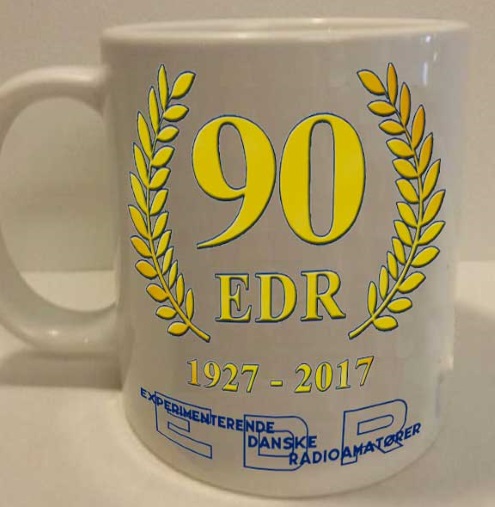 90
EDR
1927 - 2017
EXPERIMENTERENDE
DANSKE
RADIOAMATØRER
EDR